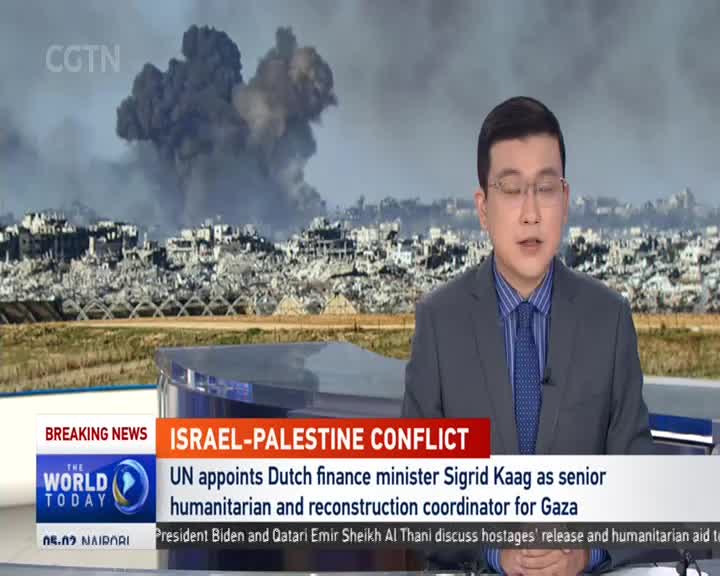 CGTN
BREAKING NEWS
ISRAEL-PALESTINE CONFLICT
THE
WORLD
TODAY
UN appoints Dutch finance minister Sigrid Kaag as senior
humanitarian and reconstruction coordinator for Gaza
05:02 NAIROBI
President Biden and Qatari Emir Sheikh Al Thani discuss hostages' release and humanitarian aid to